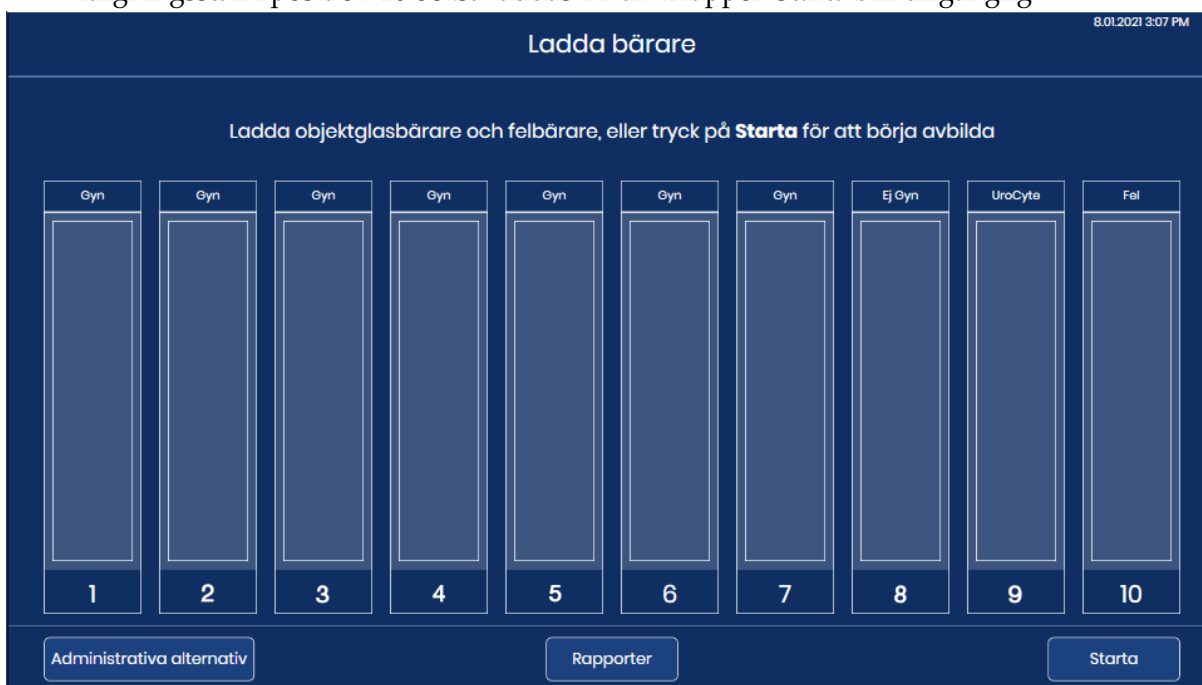 8.01.2021 3:07 PM
Ladda bärare
Ladda objektglasbärare och felbärare, eller tryck på Starta för att börja avbilda
Gyn Gyn Gyn Gyn Gyn Gyn Gyn Ej Gyn UroCyte Fel
1 2 3 4 5 6 7 8 9 10
Administrativa alternativ Rapporter Starta